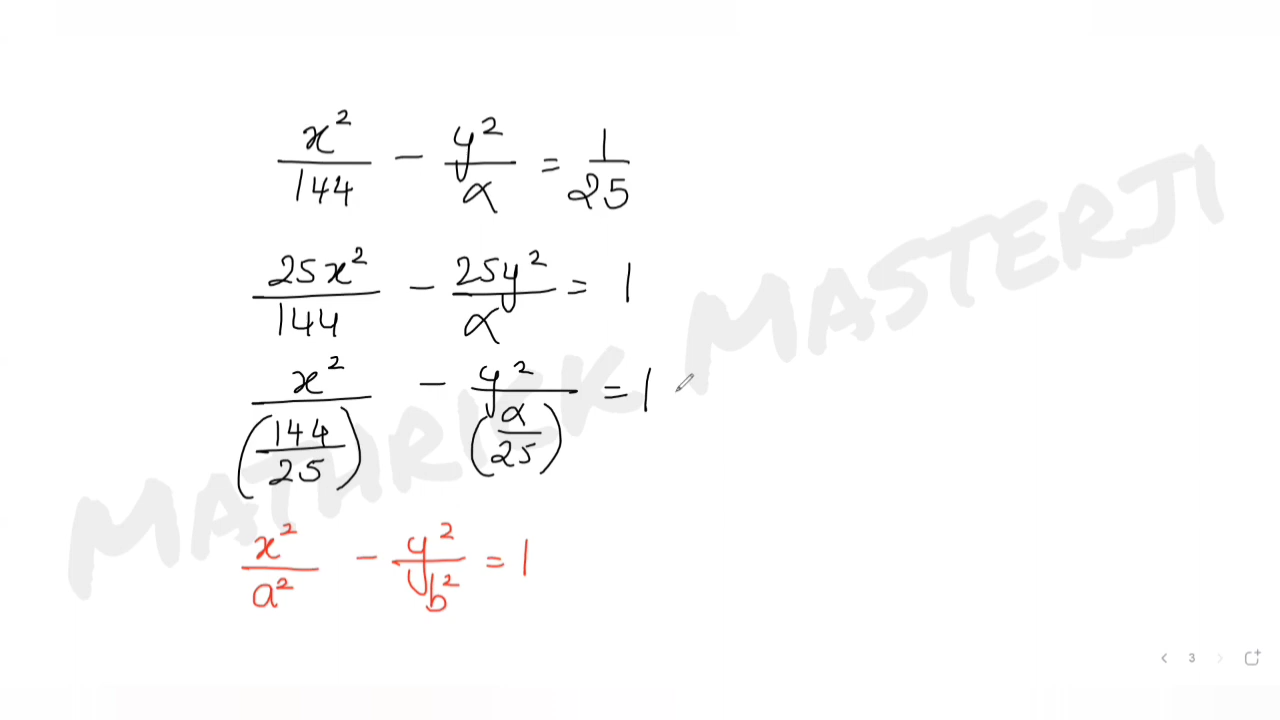 x²/144 - y²/α = 1/25
25x²/144 - 25y²/α = 1
x²/(144/25) - y²/(α/25) = 1
x²/a² - y²/b² = 1
MATHRICK MASTERJI
< 3 >